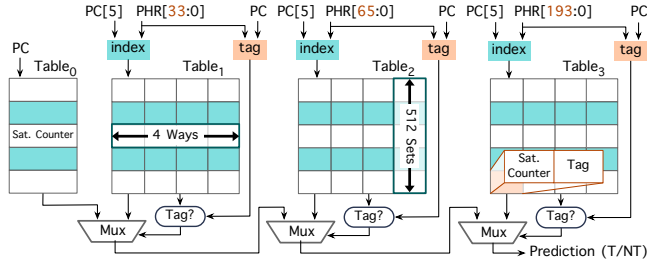 PC[5] PHR[33:0] PC
PC[5] PHR[65:0] PC
PC[5] PHR[193:0] PC
PC
index
tag
index
tag
index
tag
Table0
Table1
Table2
Table3
Sat. Counter
4 Ways
512 Sets
Sat.
Counter
Tag
Tag?
Tag?
Tag?
Mux
Mux
Mux
Prediction (T/NT)